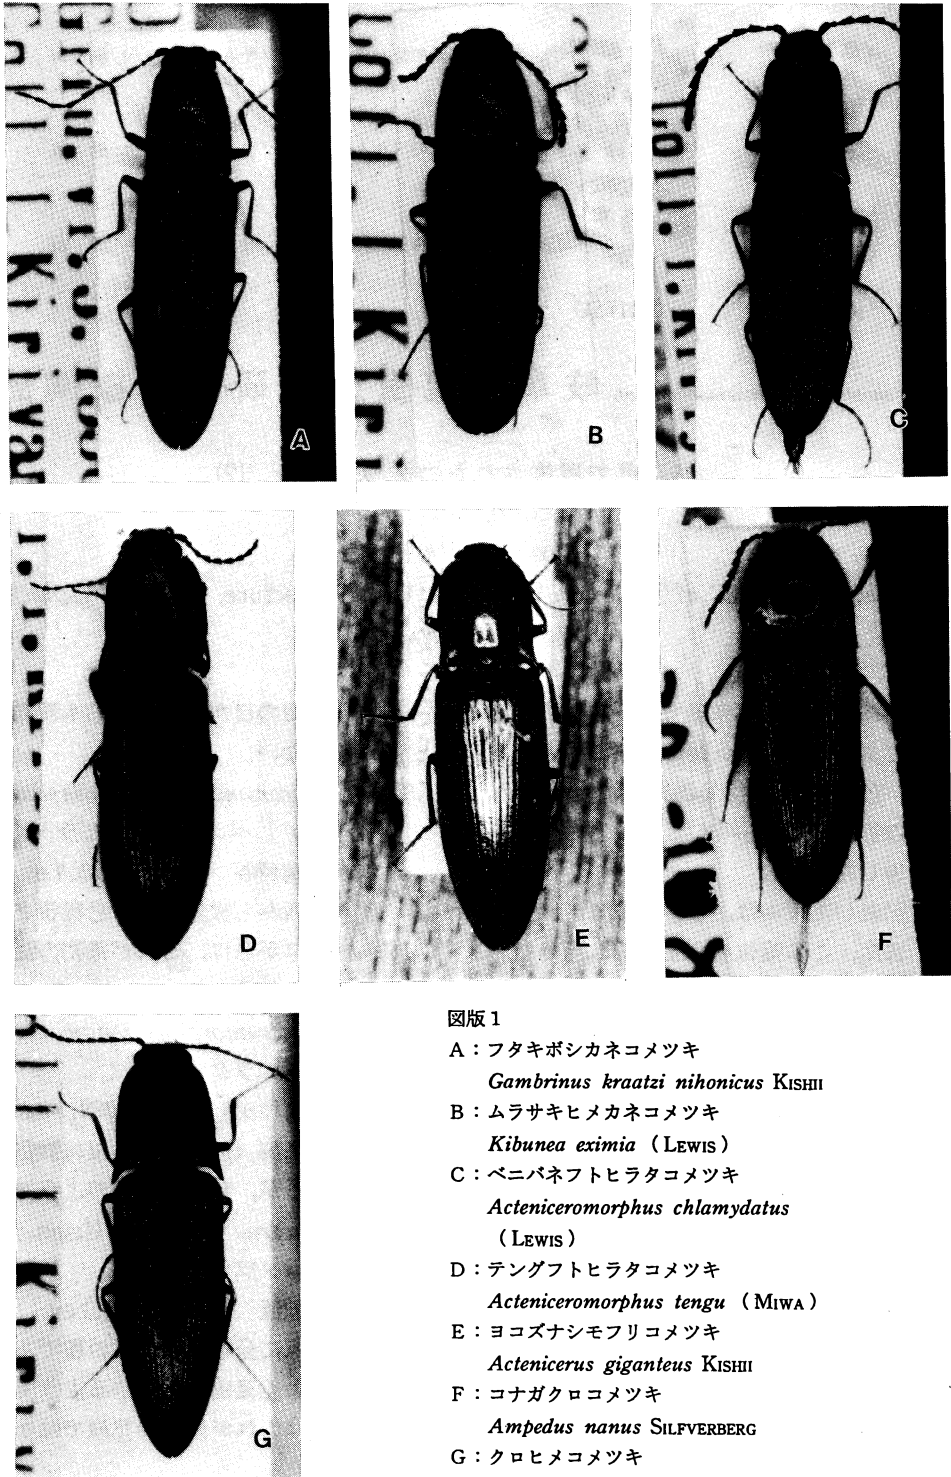 A
B
C
D
E
F
G
図版1
A：フタキボシカネコメツキ
Gambrinus kraatzi nihonicus KISHII
B：ムラサキヒメカネコメツキ
Kibunea eximia (LEWIS)
C：ベニバネフトヒラタコメツキ
Acteniceromorphus chlamydatus
(LEWIS)
D：テングフトヒラタコメツキ
Acteniceromorphus tengu (MIWA)
E：ヨコズナシモフリコメツキ
Actenicerus giganteus KISHII
F：コナガクロコメツキ
Ampedus nanus SILFVERBERG
G：クロヒメコメツキ